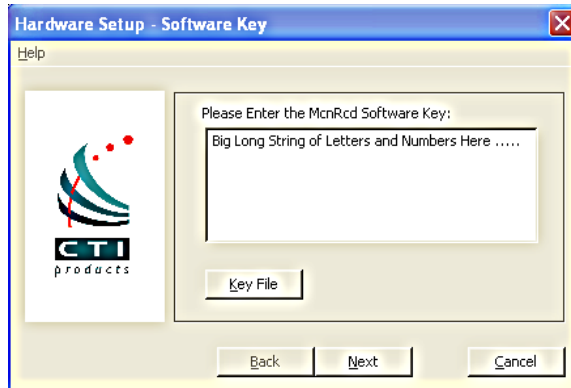 Hardware Setup - Software Key
Help
Please Enter the McnRcd Software Key:
Big Long String of Letters and Numbers Here .....
CTI
products
Key File
Back
Next
Cancel